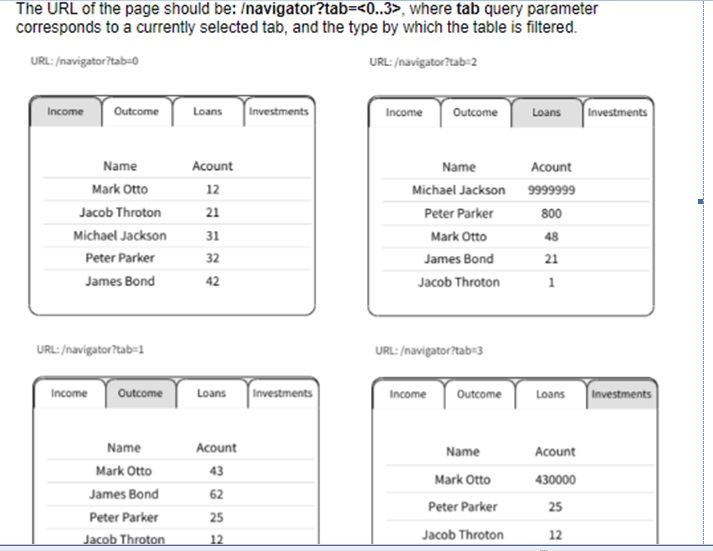 The URL of the page should be: /navigator?tab=<0..3>, where tab query parameter
corresponds to a currently selected tab, and the type by which the table is filtered.
URL: /navigator?tab=0
Income Outcome Loans Investments
Name Acount
Mark Otto 12
Jacob Throton 21
Michael Jackson 31
Peter Parker 32
James Bond 42
URL: /navigator?tab=2
Income Outcome Loans Investments
Name Acount
Michael Jackson 9999999
Peter Parker 800
Mark Otto 48
James Bond 21
Jacob Throton 1
URL: /navigator?tab=1
Income Outcome Loans Investments
Name Acount
Mark Otto 43
James Bond 62
Peter Parker 25
Jacob Throton 12
URL: /navigator?tab=3
Income Outcome Loans Investments
Name Acount
Mark Otto 430000
Peter Parker 25
Jacob Throton 12